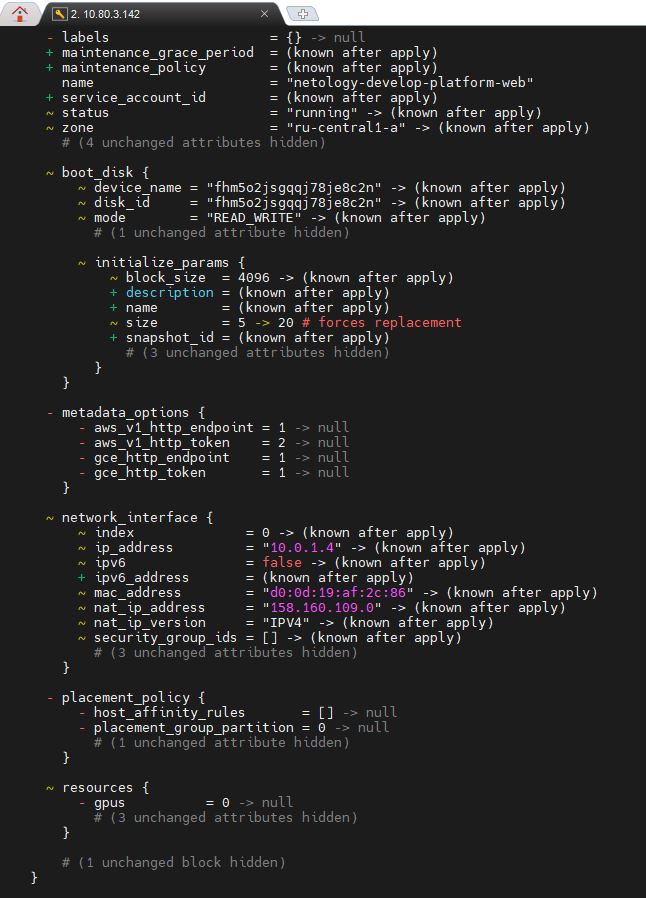 2. 10.80.3.142
- labels = {} -> null
+ maintenance_grace_period = (known after apply)
+ maintenance_policy = (known after apply)
name = "netology-develop-platform-web"
+ service_account_id = (known after apply)
~ status = "running" -> (known after apply)
~ zone = "ru-central1-a" -> (known after apply)
# (4 unchanged attributes hidden)
~ boot_disk {
~ device_name = "fhm5o2jsgqqj78je8c2n" -> (known after apply)
~ disk_id = "fhm5o2jsgqqj78je8c2n" -> (known after apply)
~ mode = "READ_WRITE" -> (known after apply)
# (1 unchanged attribute hidden)
~ initialize_params {
~ block_size = 4096 -> (known after apply)
+ description = (known after apply)
+ name = (known after apply)
~ size = 5 -> 20 # forces replacement
+ snapshot_id = (known after apply)
# (3 unchanged attributes hidden)
}
}
- metadata_options {
- aws_v1_http_endpoint = 1 -> null
- aws_v1_http_token = 2 -> null
- gce_http_endpoint = 1 -> null
- gce_http_token = 1 -> null
}
~ network_interface {
~ index = 0 -> (known after apply)
~ ip_address = "10.0.1.4" -> (known after apply)
~ ipv6 = false -> (known after apply)
+ ipv6_address = (known after apply)
~ mac_address = "d0:0d:19:af:2c:86" -> (known after apply)
~ nat_ip_address = "158.160.109.0" -> (known after apply)
~ nat_ip_version = "IPV4" -> (known after apply)
~ security_group_ids = [] -> (known after apply)
# (3 unchanged attributes hidden)
}
- placement_policy {
- host_affinity_rules = [] -> null
- placement_group_partition = 0 -> null
# (1 unchanged attribute hidden)
}
~ resources {
- gpus = 0 -> null
# (3 unchanged attributes hidden)
}
# (1 unchanged block hidden)
}